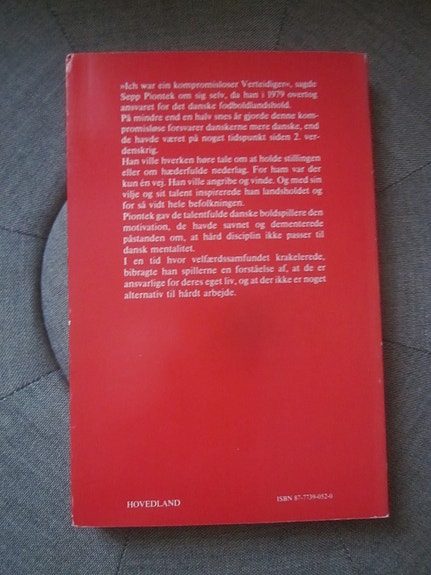 »Ich war ein kompromisloser Verteidiger«, sagde
Sepp Piontek om sig selv, da han i 1979 overtog
ansvaret for det danske fodboldlandshold.
På mindre end en halv snes år gjorde denne kom-
promisløse forsvarer danskerne mere danske, end
de havde været på noget tidspunkt siden 2. ver-
denskrig.
Han ville hverken høre tale om at holde stillingen
eller om hæderfulde nederlag. For ham var der
kun én vej. Han ville angribe og vinde. Og med sin
vilje og sit talent inspirerede han landsholdet og
for så vidt hele befolkningen.
Piontek gav de talentfulde danske boldspillere den
motivation, de havde savnet og dementerede
påstanden om, at hård disciplin ikke passer til
dansk mentalitet.
I en tid hvor velfærdssamfundet krakelerede,
bibragte han spillerne en forståelse af, at de er
ansvarlige for deres eget liv, og at der ikke er noget
alternativ til hårdt arbejde.
HOVEDLAND
ISBN 87-7739-052-0